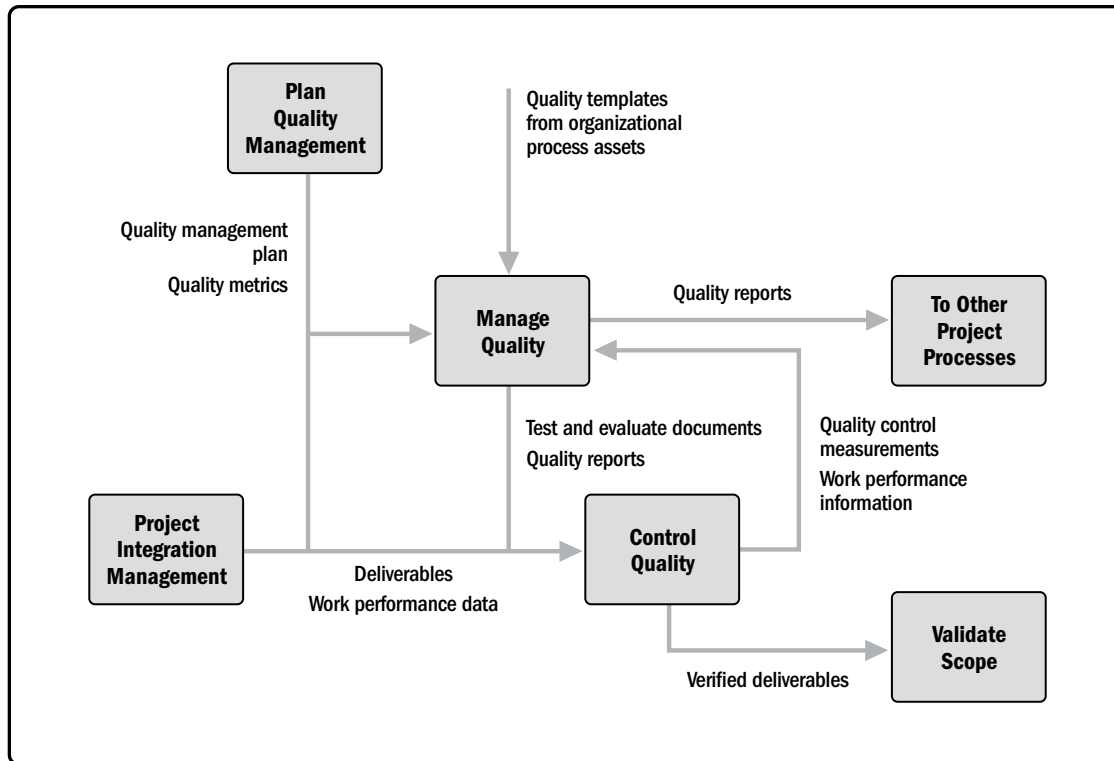 Plan
Quality
Management
Quality templates
from organizational
process assets
Quality management
plan
Quality metrics
Manage
Quality
Quality reports
To Other
Project
Processes
Test and evaluate documents
Quality reports
Quality control
measurements
Work performance
information
Project
Integration
Management
Deliverables
Work performance data
Control
Quality
Verified deliverables
Validate
Scope